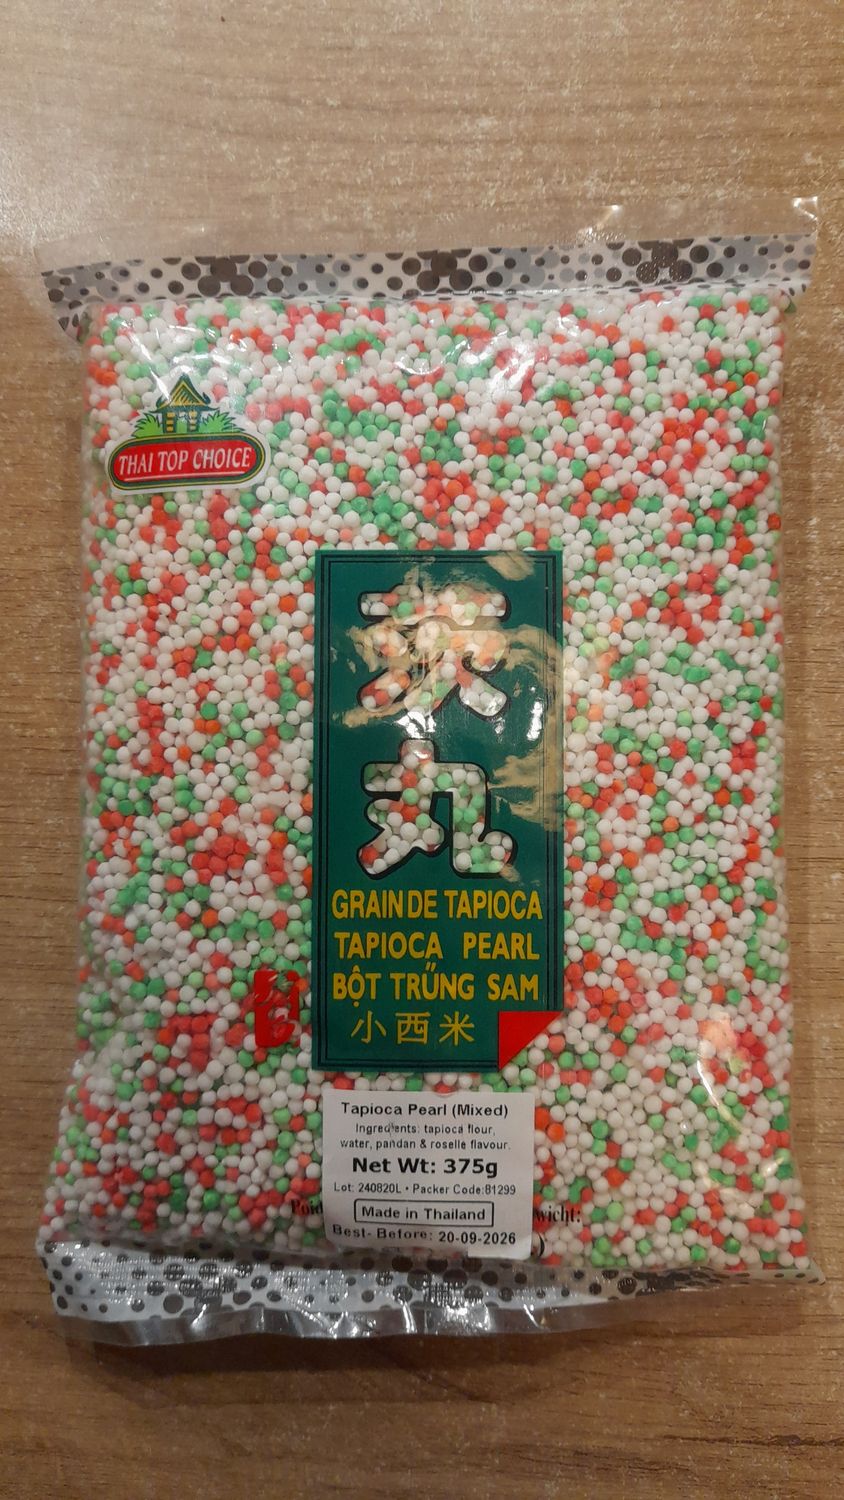 THAI TOP CHOICE
丸
GRAIN DE TAPIOCA
TAPIOCA PEARL
BỘT TRŰNG SAM
小西米
Tapioca Pearl (Mixed)
Ingredients: tapioca flour,
water, pandan & roselle flavour.
Net Wt: 375g
Lot: 240820L • Packer Code:81299
Made in Thailand
Best- Before: 20-09-2026